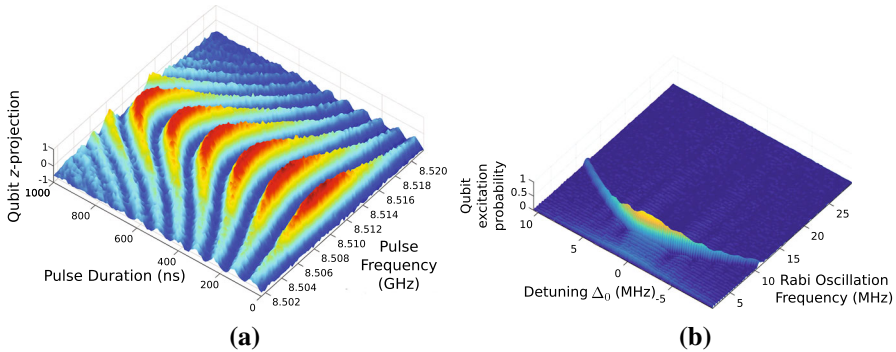 Qubit z-projection
1
0
-1
1000
800
600
400
200
0
Pulse Duration (ns)
8.502
8.504
8.506
8.508
8.510
8.512
8.514
8.516
8.518
8.520
Pulse
Frequency
(GHz)
(a)
Qubit
excitation
probability
1
0.5
0
10
5
0
-5
Detuning Δ₀ (MHz)
5
10
15
20
25
Rabi Oscillation
Frequency (MHz)
(b)